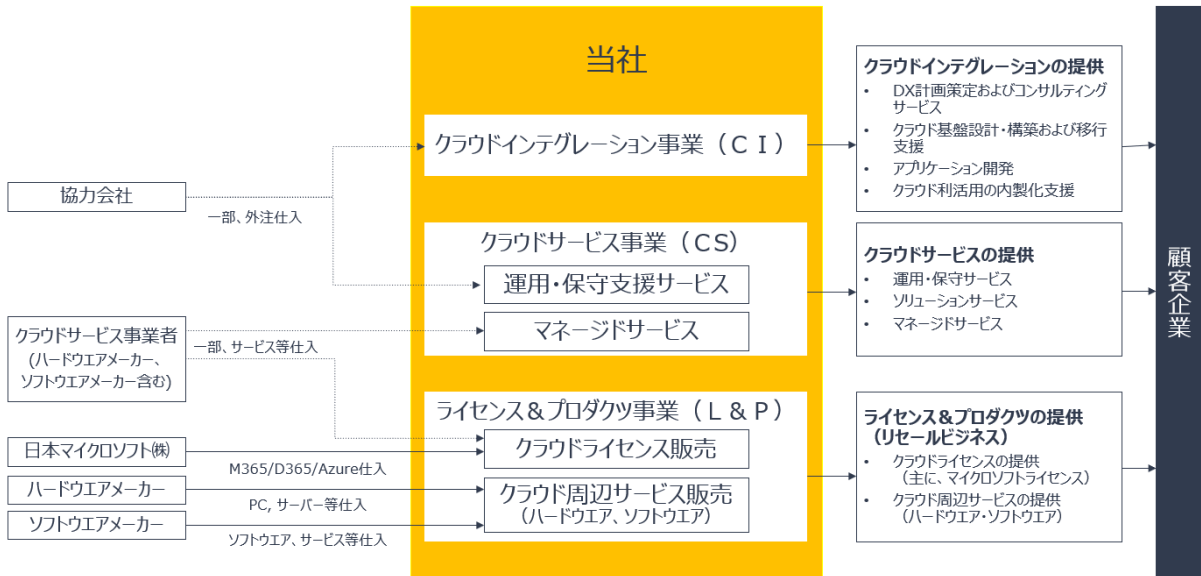 当社
クラウドインテグレーション事業（ＣＩ）
クラウドサービス事業（CS）
運用・保守支援サービス
マネージドサービス
ライセンス＆プロダクツ事業（Ｌ＆Ｐ）
クラウドライセンス販売
クラウド周辺サービス販売
（ハードウエア、ソフトウエア）
協力会社
一部、外注仕入
クラウドサービス事業者
(ハードウエアメーカー、
ソフトウエアメーカー含む)
一部、サービス等仕入
日本マイクロソフト㈱
M365/D365/Azure仕入
ハードウエアメーカー
PC, サーバー等仕入
ソフトウエアメーカー
ソフトウエア、サービス等仕入
クラウドインテグレーションの提供
• DX計画策定およびコンサルティング
サービス
• クラウド基盤設計・構築および移行
支援
• アプリケーション開発
• クラウド利活用の内製化支援
クラウドサービスの提供
• 運用・保守サービス
• ソリューションサービス
• マネージドサービス
ライセンス＆プロダクツの提供
（リセールビジネス）
• クラウドライセンスの提供
（主に、マイクロソフトライセンス）
• クラウド周辺サービスの提供
（ハードウエア・ソフトウエア）
顧客企業